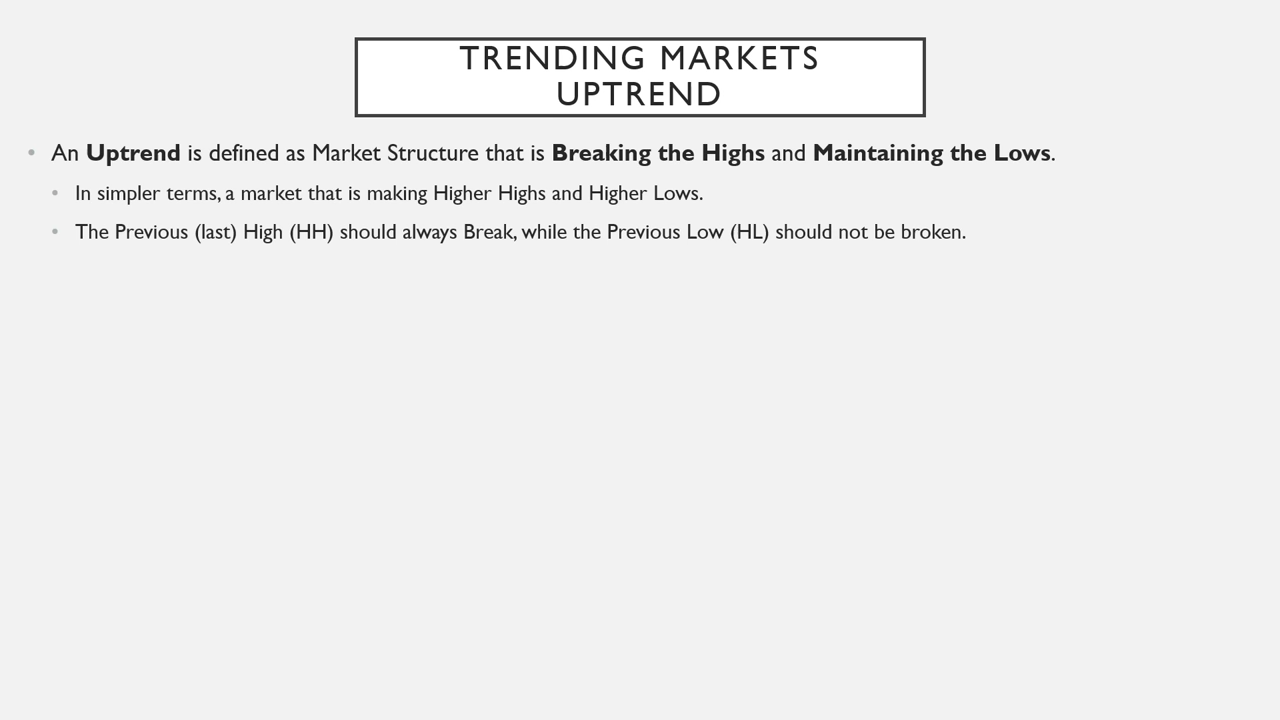 TRENDING MARKETS
UPTREND
• An Uptrend is defined as Market Structure that is Breaking the Highs and Maintaining the Lows.
• In simpler terms, a market that is making Higher Highs and Higher Lows.
• The Previous (last) High (HH) should always Break, while the Previous Low (HL) should not be broken.